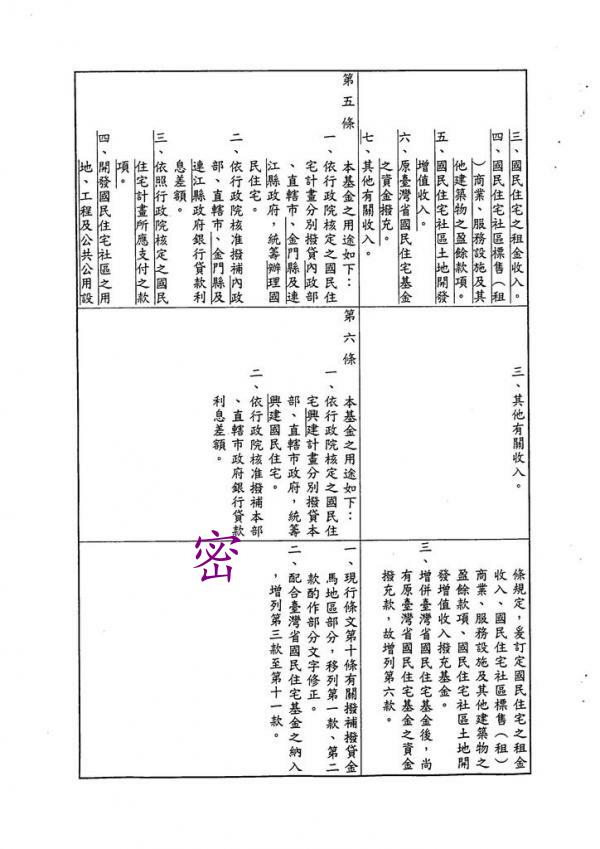 三、國民住宅之租金收入。
四、國民住宅社區標售（租
）商業、服務設施及其
他建築物之盈餘款項。
五、國民住宅社區土地開發
增值收入。
六、原臺灣省國民住宅基金
之資金撥充。
七、其他有關收入。
第五條　本基金之用途如下：
一、依行政院核定之國民住
宅計畫分別撥貸內政部
、直轄市、金門縣及連
江縣政府，統籌辦理國
民住宅。
二、依行政院核准撥補內政
部、直轄市、金門縣及
連江縣政府銀行貸款利
息差額。
三、依照行政院核定之國民
住宅計畫所應支付之款
項。
四、開發國民住宅社區之用
地、工程及公共公用設
三、其他有關收入。
第六條　本基金之用途如下：
一、依行政院核定之國民住
宅興建計畫分別撥貸本
部、直轄市政府，統籌
興建國民住宅。
二、依行政院核准撥補本部
、直轄市政府銀行貸款
利息差額。
條規定，爰訂定國民住宅之租金
收入、國民住宅社區標售（租）
商業、服務設施及其他建築物之
盈餘款項、國民住宅社區土地開
發增值收入撥充基金。
三、增併臺灣省國民住宅基金後，尚
有原臺灣省國民住宅基金之資金
撥充款，故增列第六款。
一、現行條文第十條有關撥補撥貸金
馬地區部分，移列第一款、第二
款酌作部分文字修正。
二、配合臺灣省國民住宅基金之納入
，增列第三款至第十一款。
密